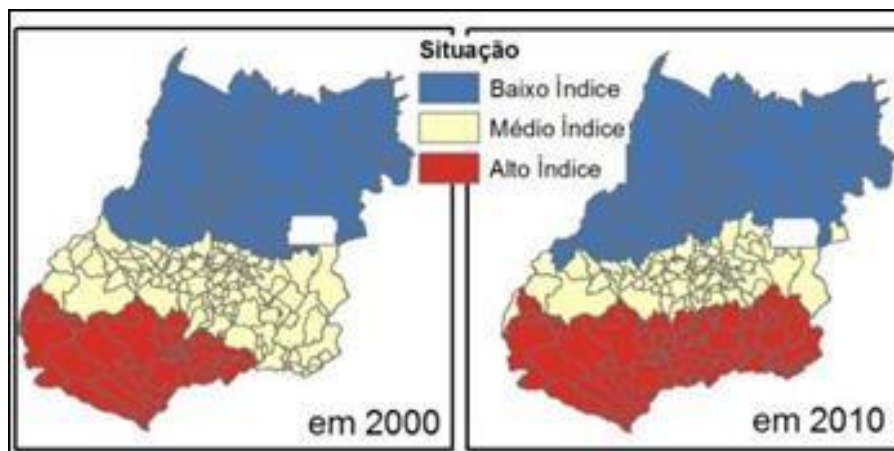 Situação
Baixo Índice
Médio Índice
Alto Índice
em 2000
em 2010